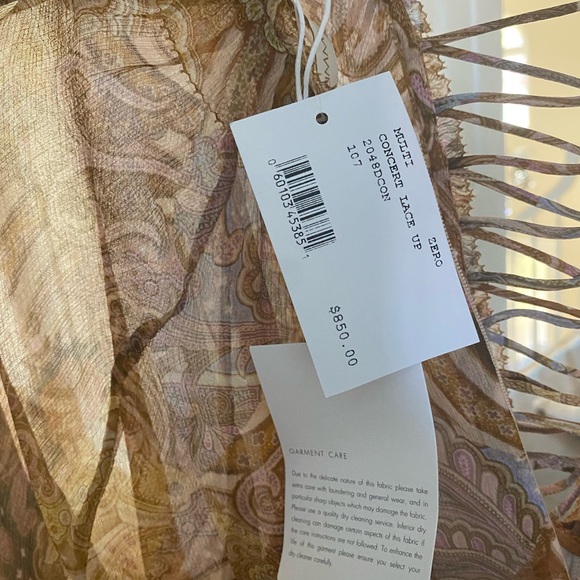 MULTI ZERO
CONCERT LACE UP
2048DCON
107
0 60103 45385 1
$850.00
GARMENT CARE
Due to the delicate nature of this fabric please take
extra care with laundering and general wear, and in
particular sharp objects which may damage the fabric.
Please use a quality dry cleaning service. Inferior dry
cleaning can damage certain aspects of this fabric if
the care instructions are not followed. To enhance the
life of this garment please ensure you select your
dry cleaner carefully.